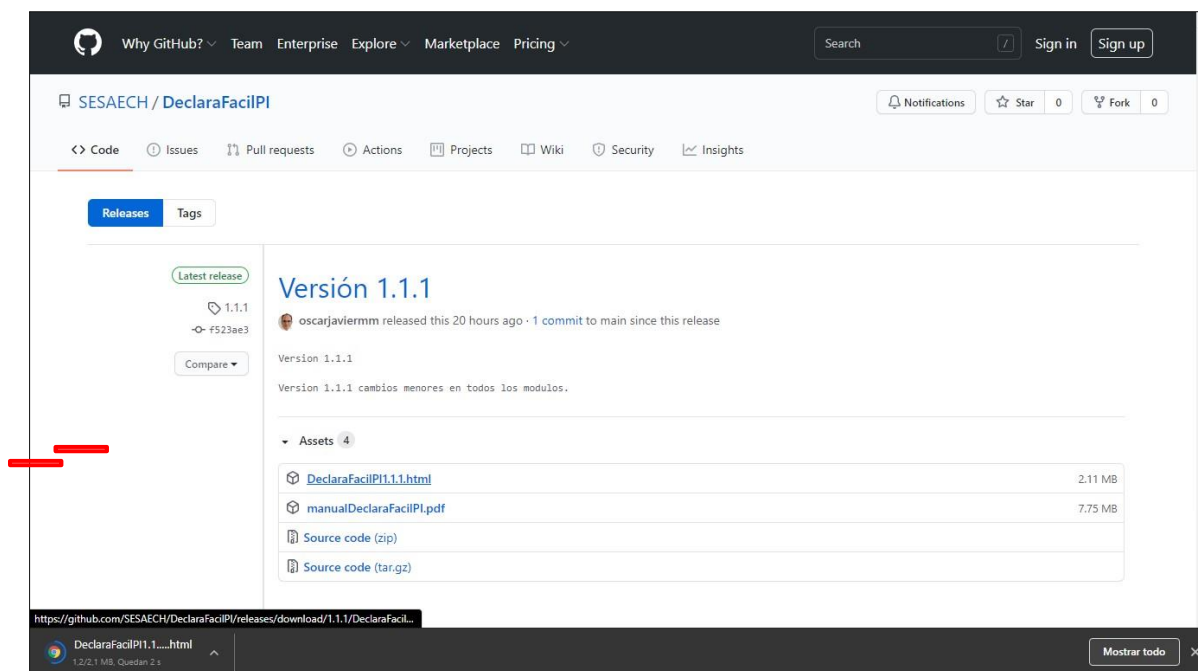 Why GitHub? Team Enterprise Explore Marketplace Pricing Search / Sign in Sign up
SESAECH / DeclaraFacilPI Notifications Star 0 Fork 0
Code Issues Pull requests Actions Projects Wiki Security Insights
Releases Tags
Latest release
1.1.1
f523ae3
Compare
Versión 1.1.1
oscarjaviermm released this 20 hours ago · 1 commit to main since this release
Version 1.1.1
Version 1.1.1 cambios menores en todos los modulos.
Assets 4
DeclaraFacilPI1.1.1.html 2.11 MB
manualDeclaraFacilPI.pdf 7.75 MB
Source code (zip)
Source code (tar.gz)
https://github.com/SESAECH/DeclaraFacilPI/releases/download/1.1.1/DeclaraFacil...
DeclaraFacilPI1.1.....html
1,2/2,1 MB, Quedan 2 s
Mostrar todo